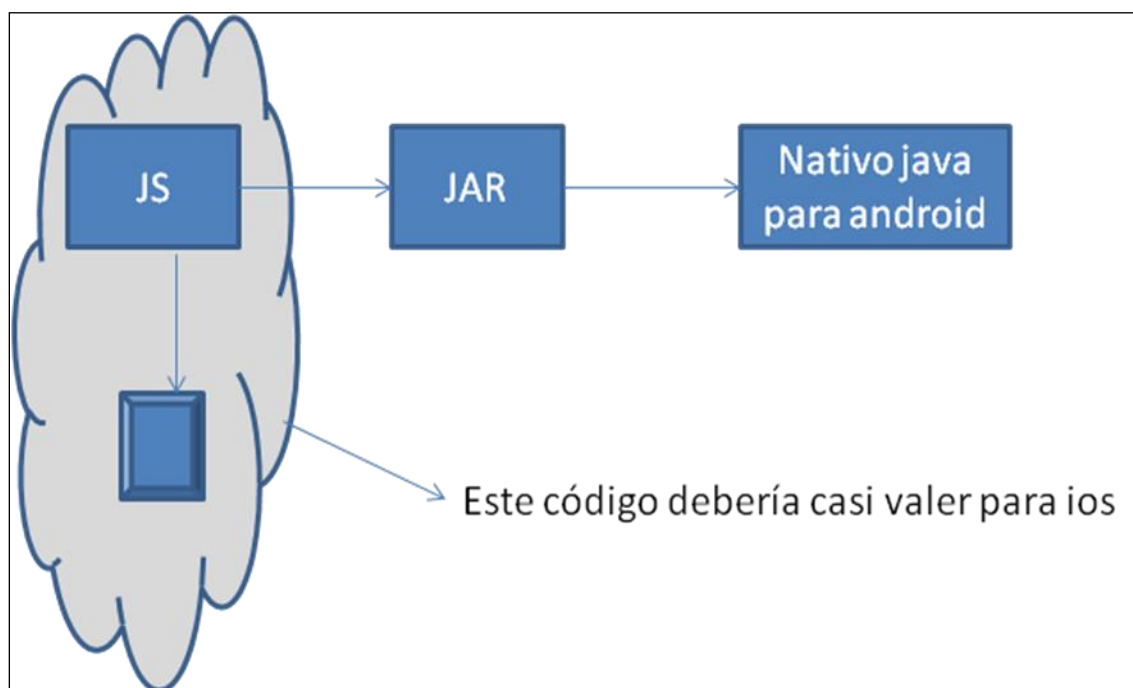 JS
JAR
Nativo java
para android
Este código debería casi valer para ios